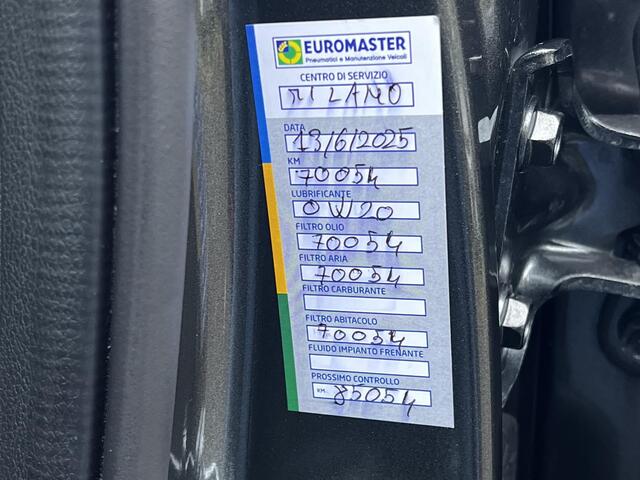 EUROMASTER
Pneumatici e Manutenzione Veicoli
CENTRO DI SERVIZIO
MILANO
DATA
13/6/2025
KM
70054
LUBRIFICANTE
0W20
FILTRO OLIO
70054
FILTRO ARIA
70054
FILTRO CARBURANTE
FILTRO ABITACOLO
70054
FLUIDO IMPIANTO FRENANTE
PROSSIMO CONTROLLO
KM. 85054